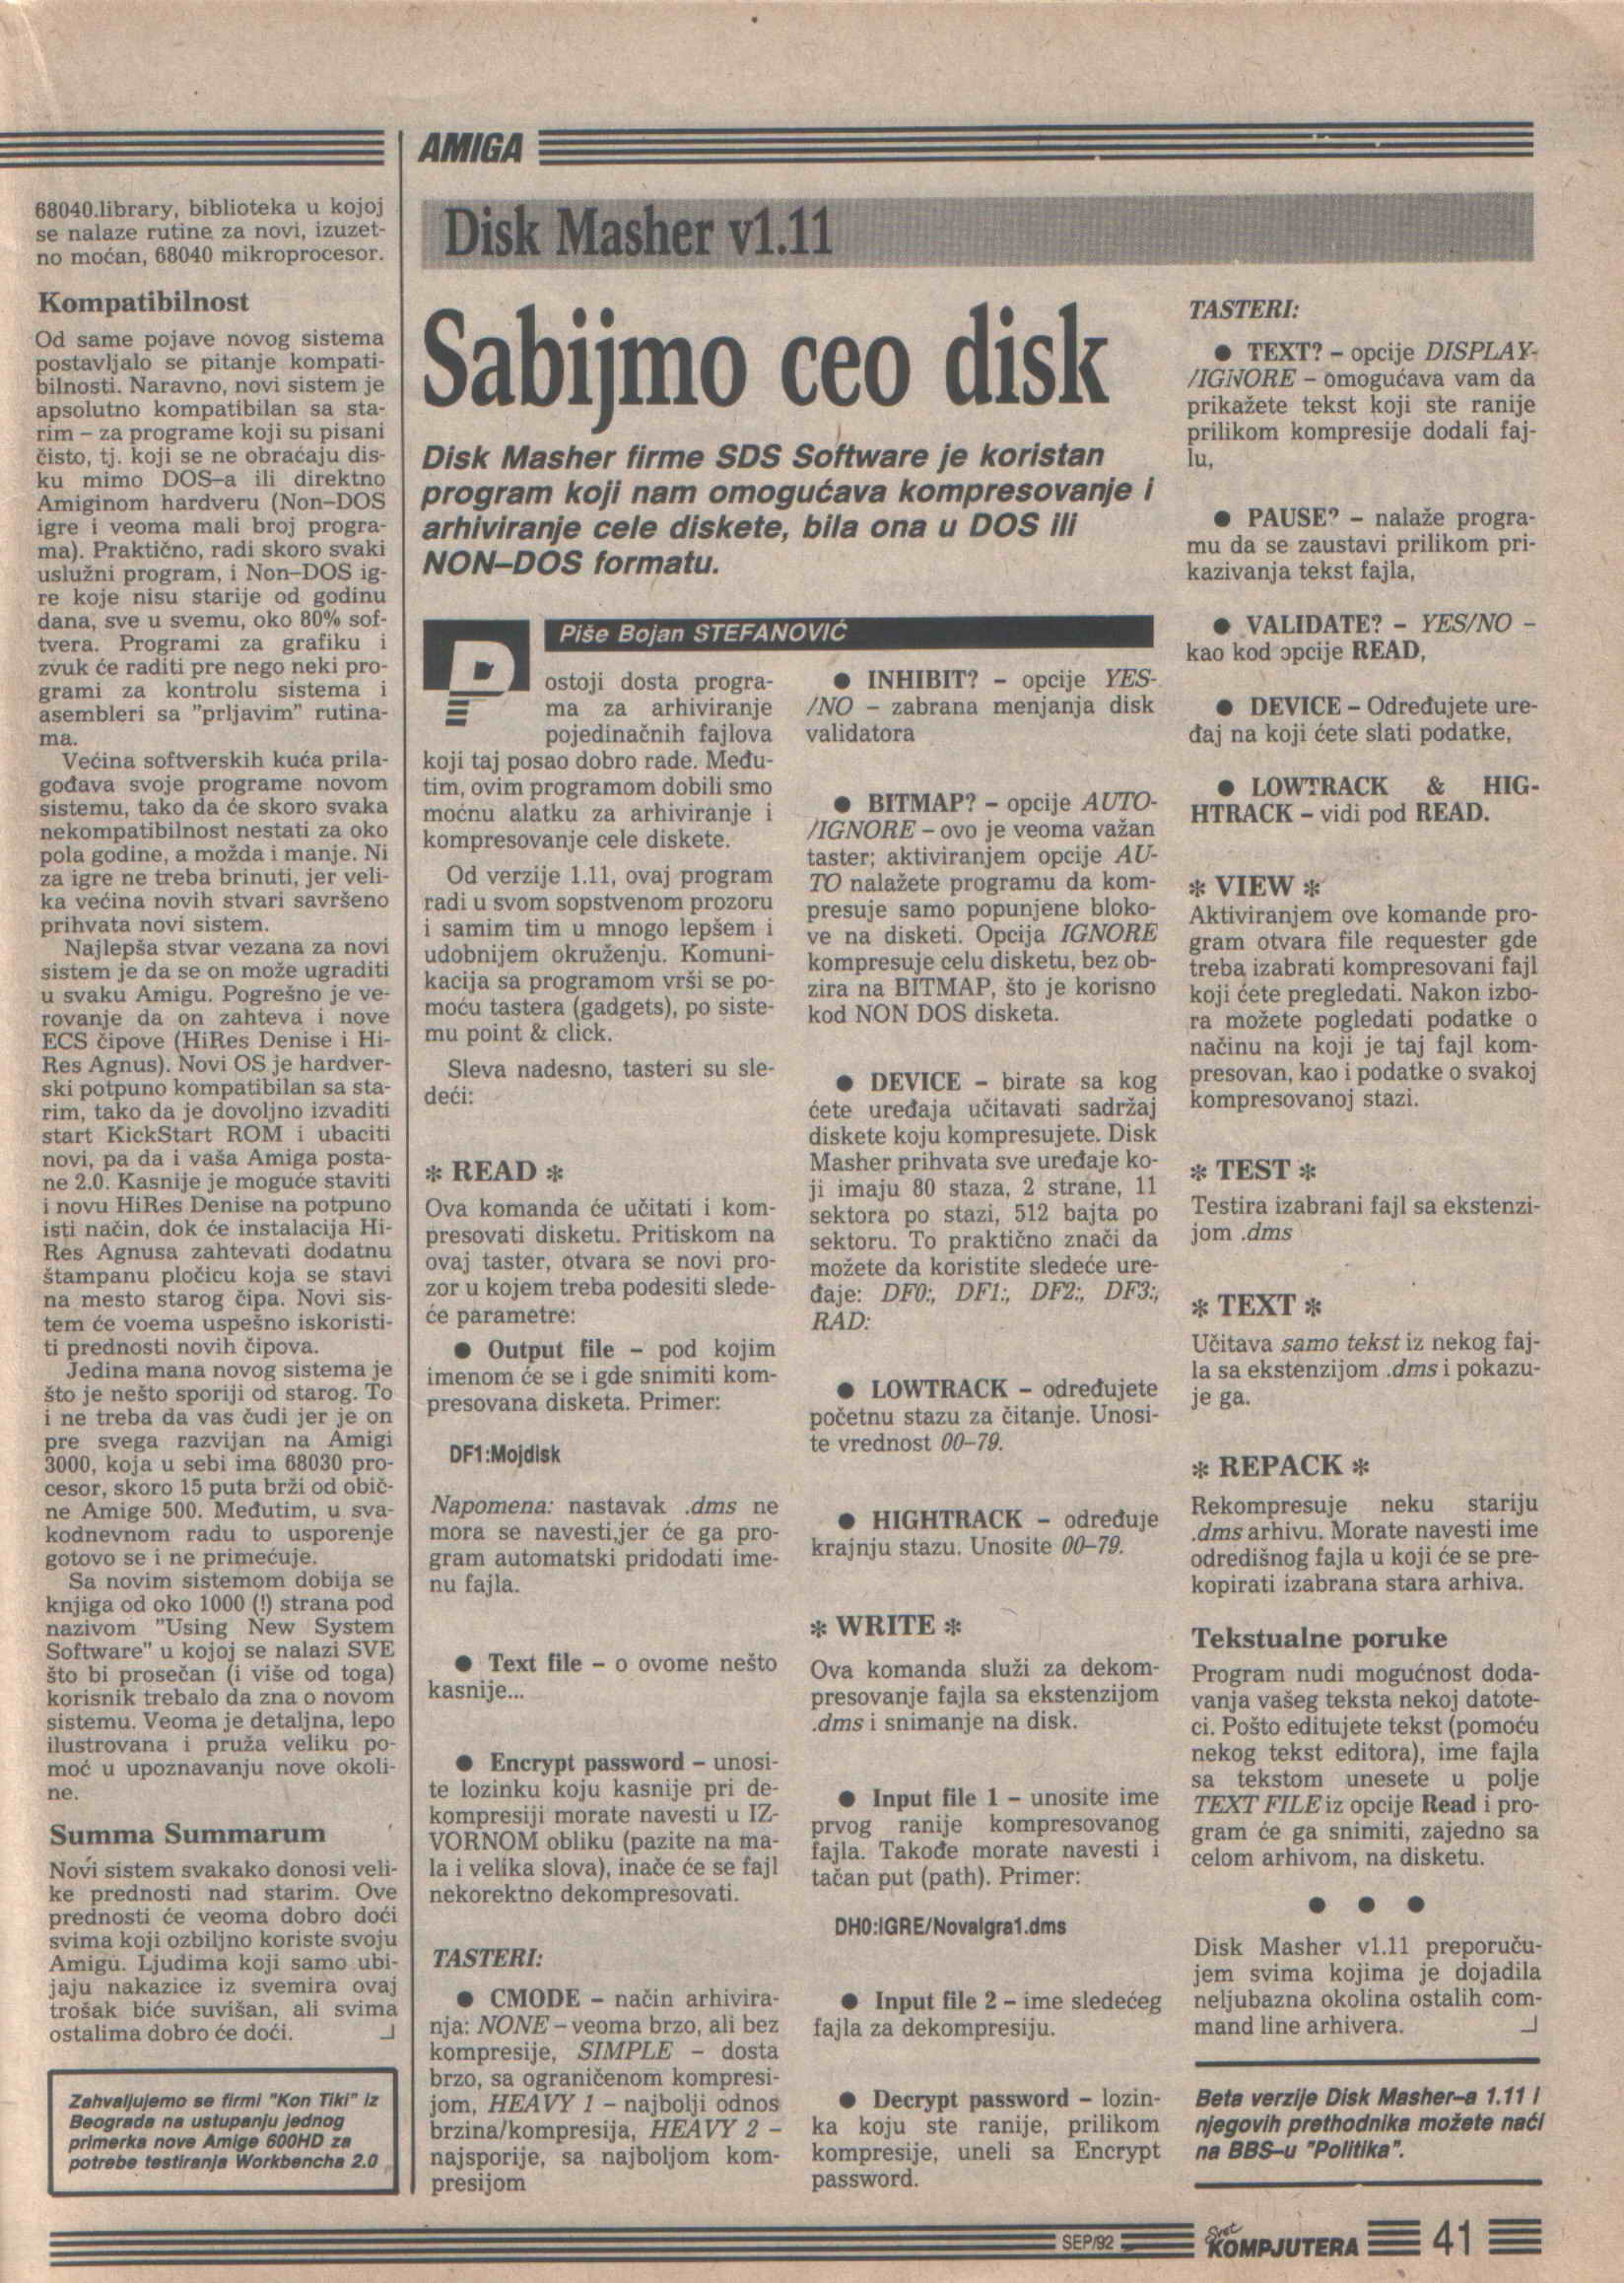 68040.library, biblioteka u kojoj
se nalaze rutine za novi, izuzet-
no moćan, 68040 mikroprocesor.
Kompatibilnost
Od same pojave novog sistema
postavljalo se pitanje kompati-
bilnosti. Naravno, novi sistem je
apsolutno kompatibilan sa sta-
rim – za programe koji su pisani
čisto, tj. koji se ne obraćaju dis-
ku mimo DOS–a ili direktno
Amiginom hardveru (Non–DOS
igre i veoma mali broj progra-
ma). Praktično, radi skoro svaki
uslužni program, i Non–DOS ig-
re koje nisu starije od godinu
dana, sve u svemu, oko 80% sof-
tvera. Programi za grafiku i
zvuk će raditi pre nego neki pro-
grami za kontrolu sistema i
asembleri sa "prljavim" rutina-
ma.
Većina softverskih kuća prila-
gođava svoje programe novom
sistemu, tako da će skoro svaka
nekompatibilnost nestati za oko
pola godine, a možda i manje. Ni
za igre ne treba brinuti, jer veli-
ka većina novih stvari savršeno
prihvata novi sistem.
Najlepša stvar vezana za novi
sistem je da se on može ugraditi
u svaku Amigu. Pogrešno je ve-
rovanje da on zahteva i nove
ECS čipove (HiRes Denise i Hi-
Res Agnus). Novi OS je hardver-
ski potpuno kompatibilan sa sta-
rim, tako da je dovoljno izvaditi
start KickStart ROM i ubaciti
novi, pa da i vaša Amiga posta-
ne 2.0. Kasnije je moguće staviti
i novu HiRes Denise na potpuno
isti način, dok će instalacija Hi-
Res Agnusa zahtevati dodatnu
štampanu pločicu koja se stavi
na mesto starog čipa. Novi sis-
tem će voema uspešno iskoristi-
ti prednosti novih čipova.
Jedina mana novog sistema je
što je nešto sporiji od starog. To
i ne treba da vas čudi jer je on
pre svega razvijan na Amigi
3000, koja u sebi ima 68030 pro-
cesor, skoro 15 puta brži od obič-
ne Amige 500. Međutim, u sva-
kodnevnom radu to usporenje
gotovo se i ne primećuje.
Sa novim sistemom dobija se
knjiga od oko 1000 (!) strana pod
nazivom "Using New System
Software" u kojoj se nalazi SVE
što bi prosečan (i više od toga)
korisnik trebalo da zna o novom
sistemu. Veoma je detaljna, lepo
ilustrovana i pruža veliku po-
moć u upoznavanju nove okoli-
ne.
Summa Summarum
Novi sistem svakako donosi veli-
ke prednosti nad starim. Ove
prednosti će veoma dobro doći
svima koji ozbiljno koriste svoju
Amigu. Ljudima koji samo ubi-
jaju nakazice iz svemira ovaj
trošak biće suvišan, ali svima
ostalima dobro će doći.
Zahvaljujemo se firmi "Kon Tiki" iz
Beograda na ustupanju jednog
primerka nove Amige 600HD za
potrebe testiranja Workbencha 2.0
AMIGA
Disk Masher v1.11
Sabijmo ceo disk
Disk Masher firme SDS Software je koristan
program koji nam omogućava kompresovanje i
arhiviranje cele diskete, bila ona u DOS ili
NON–DOS formatu.
Piše Bojan STEFANOVIĆ
Postoji dosta progra-
ma za arhiviranje
pojedinačnih fajlova
koji taj posao dobro rade. Među-
tim, ovim programom dobili smo
moćnu alatku za arhiviranje i
kompresovanje cele diskete.
Od verzije 1.11, ovaj program
radi u svom sopstvenom prozoru
i samim tim u mnogo lepšem i
udobnijem okruženju. Komuni-
kacija sa programom vrši se po-
moću tastera (gadgets), po siste-
mu point & click.
Sleva nadesno, tasteri su sle-
deći:
* READ *
Ova komanda će učitati i kom-
presovati disketu. Pritiskom na
ovaj taster, otvara se novi pro-
zor u kojem treba podesiti slede-
će parametre:
● Output file – pod kojim
imenom će se i gde snimiti kom-
presovana disketa. Primer:
DF1:Mojdisk
Napomena: nastavak .dms ne
mora se navesti,jer će ga pro-
gram automatski pridodati ime-
nu fajla.
● Text file – o ovome nešto
kasnije...
● Encrypt password – unosi-
te lozinku koju kasnije pri de-
kompresiji morate navesti u IZ-
VORNOM obliku (pazite na ma-
la i velika slova), inače će se fajl
nekorektno dekompresovati.
TASTERI:
● CMODE – način arhivira-
nja: NONE – veoma brzo, ali bez
kompresije, SIMPLE – dosta
brzo, sa ograničenom kompresi-
jom, HEAVY 1 – najbolji odnos
brzina/kompresija, HEAVY 2 –
najsporije, sa najboljom kom-
presijom
● INHIBIT? – opcije YES-
/NO – zabrana menjanja disk
validatora
● BITMAP? – opcije AUTO-
/IGNORE – ovo je veoma važan
taster; aktiviranjem opcije AU-
TO nalažete programu da kom-
presuje samo popunjene bloko-
ve na disketi. Opcija IGNORE
kompresuje celu disketu, bez ob-
zira na BITMAP, što je korisno
kod NON DOS disketa.
● DEVICE – birate sa kog
ćete uređaja učitavati sadržaj
diskete koju kompresujete. Disk
Masher prihvata sve uređaje ko-
ji imaju 80 staza, 2 strane, 11
sektora po stazi, 512 bajta po
sektoru. To praktično znači da
možete da koristite sledeće ure-
đaje: DF0:, DF1:, DF2:, DF3:,
RAD:
● LOWTRACK – određujete
početnu stazu za čitanje. Unosi-
te vrednost 00–79.
● HIGHTRACK – određuje
krajnju stazu. Unosite 00–79.
* WRITE *
Ova komanda služi za dekom-
presovanje fajla sa ekstenzijom
.dms i snimanje na disk.
● Input file 1 – unosite ime
prvog ranije kompresovanog
fajla. Takođe morate navesti i
tačan put (path). Primer:
DH0:IGRE/NovaIgra1.dms
● Input file 2 – ime sledećeg
fajla za dekompresiju.
● Decrypt password – lozin-
ka koju ste ranije, prilikom
kompresije, uneli sa Encrypt
password.
TASTERI:
● TEXT? – opcije DISPLAY-
/IGNORE – omogućava vam da
prikažete tekst koji ste ranije
prilikom kompresije dodali faj-
lu,
● PAUSE? – nalaže progra-
mu da se zaustavi prilikom pri-
kazivanja tekst fajla,
● VALIDATE? – YES/NO –
kao kod opcije READ,
● DEVICE – Određujete ure-
đaj na koji ćete slati podatke,
● LOWTRACK & HIG-
HTRACK – vidi pod READ.
* VIEW *
Aktiviranjem ove komande pro-
gram otvara file requester gde
treba izabrati kompresovani fajl
koji ćete pregledati. Nakon izbo-
ra možete pogledati podatke o
načinu na koji je taj fajl kom-
presovan, kao i podatke o svakoj
kompresovanoj stazi.
* TEST *
Testira izabrani fajl sa ekstenzi-
jom .dms
* TEXT *
Učitava samo tekst iz nekog faj-
la sa ekstenzijom .dms i pokazu-
je ga.
* REPACK *
Rekompresuje neku stariju
.dms arhivu. Morate navesti ime
odredišnog fajla u koji će se pre-
kopirati izabrana stara arhiva.
Tekstualne poruke
Program nudi mogućnost doda-
vanja vašeg teksta nekoj datote-
ci. Pošto editujete tekst (pomoću
nekog tekst editora), ime fajla
sa tekstom unesete u polje
TEXT FILE iz opcije Read i pro-
gram će ga snimiti, zajedno sa
celom arhivom, na disketu.
● ● ●
Disk Masher v1.11 preporuču-
jem svima kojima je dojadila
neljubazna okolina ostalih com-
mand line arhivera.
Beta verzije Disk Masher–a 1.11 i
njegovih prethodnika možete naći
na BBS–u "Politika".
SEP/92
Svet KOMPJUTERA
41